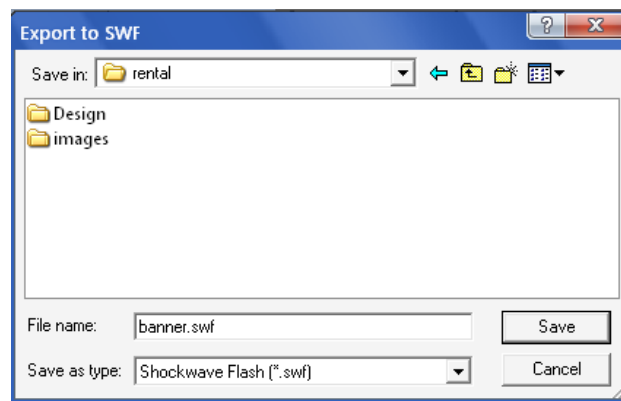 Export to SWF
Save in: rental
Design
images
File name: banner.swf Save
Save as type: Shockwave Flash (*.swf) Cancel